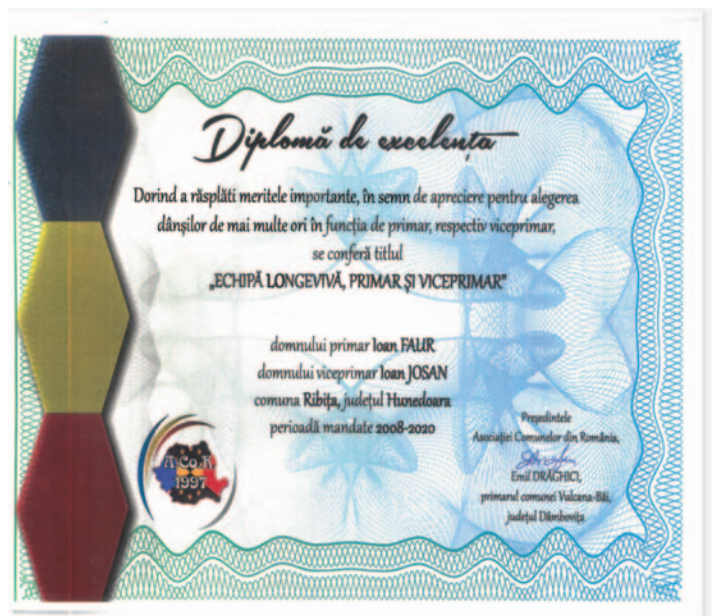 Diplomă de excelența
Dorind a răsplăti meritele importante, în semn de apreciere pentru alegerea
dânșilor de mai multe ori în funcția de primar, respectiv viceprimar,
se conferă titlul
„ECHIPĂ LONGEVIVĂ, PRIMAR ȘI VICEPRIMAR”
domnului primar Ioan FAUR
domnului viceprimar Ioan JOSAN
comuna Ribița, județul Hunedoara
perioadă mandate 2008-2020
A Co R
1997
Președintele
Asociației Comunelor din România,
Emil DRĂGHICI,
primarul comunei Vulcana-Băi,
județul Dâmbovița